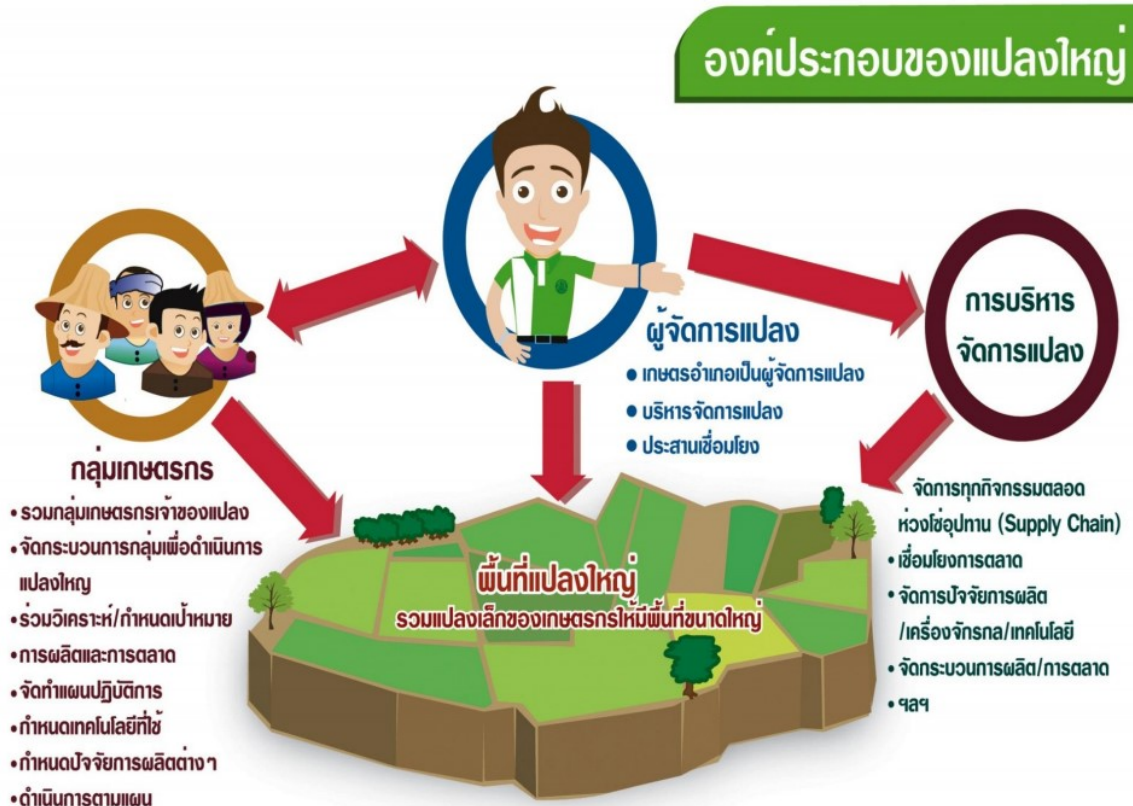 องค์ประกอบของแปลงใหญ่
การบริหาร
จัดการแปลง
ผู้จัดการแปลง
• เกษตรอำเภอเป็นผู้จัดการแปลง
• บริหารจัดการแปลง
• ประสานเชื่อมโยง
กลุ่มเกษตรกร
• รวมกลุ่มเกษตรกรเจ้าของแปลง
• จัดกระบวนการกลุ่มเพื่อดำเนินการ
แปลงใหญ่
• ร่วมวิเคราะห์/กำหนดเป้าหมาย
• การผลิตและการตลาด
• จัดทำแผนปฏิบัติการ
• กำหนดเทคโนโลยีที่ใช้
• กำหนดปัจจัยการผลิตต่างๆ
• ดำเนินการตามแผน
พื้นที่แปลงใหญ่
รวมแปลงเล็กของเกษตรกรให้มีพื้นที่ขนาดใหญ่
จัดการทุกกิจกรรมตลอด
ห่วงโซ่อุปทาน (Supply Chain)
• เชื่อมโยงการตลาด
• จัดการปัจจัยการผลิต
/เครื่องจักรกล/เทคโนโลยี
• จัดกระบวนการผลิต/การตลาด
• ฯลฯ